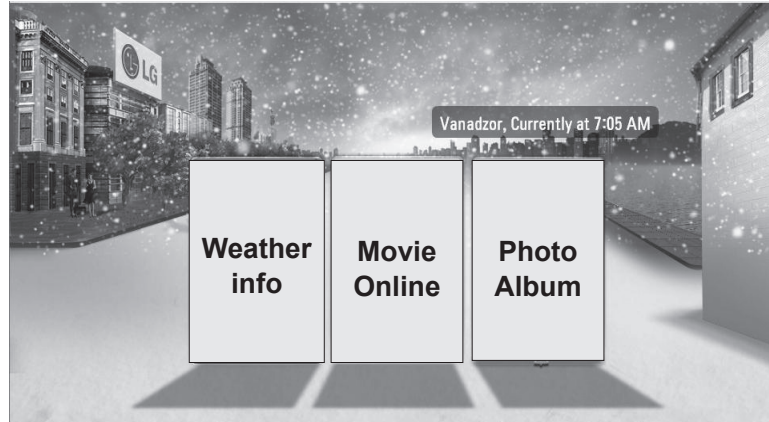 LG
Vanadzor, Currently at 7:05 AM
Weather
info
Movie
Online
Photo
Album